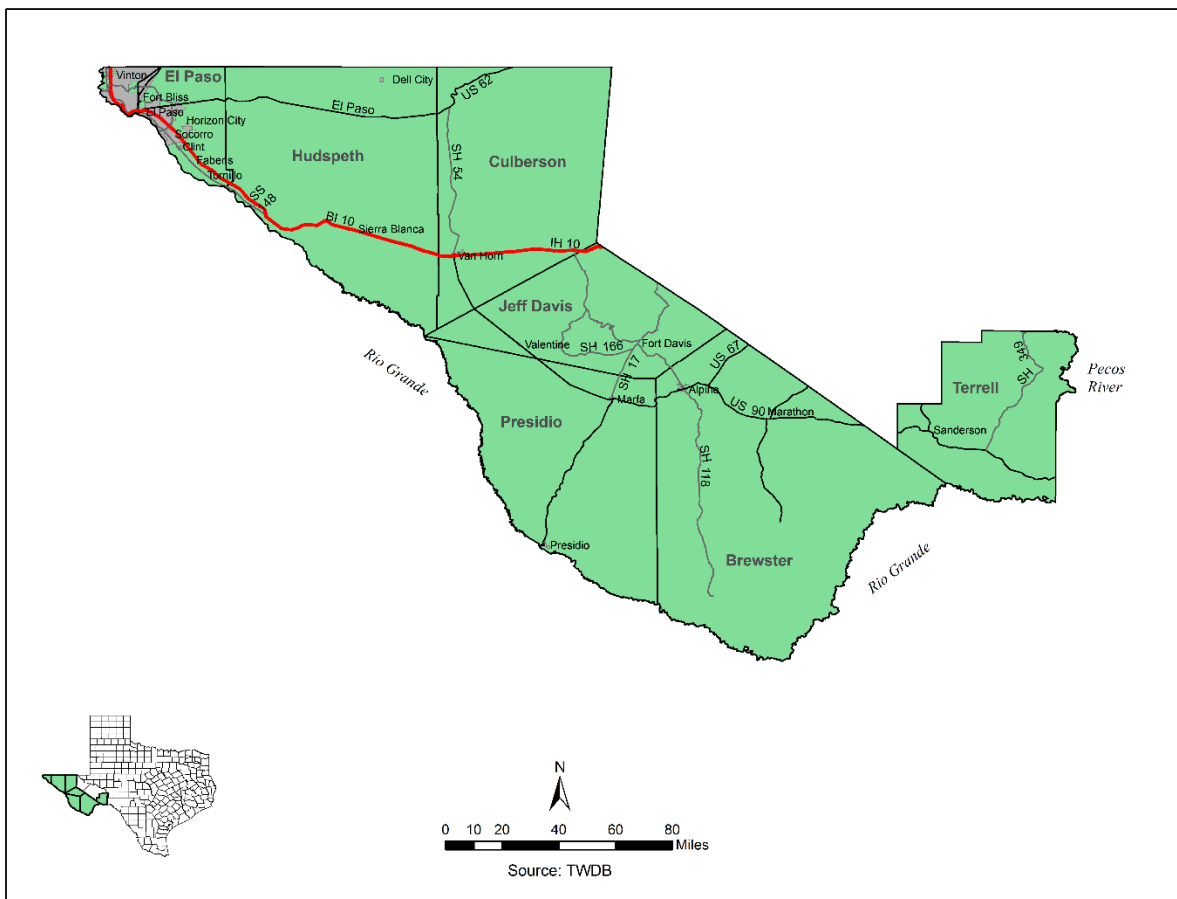 Vinton
El Paso
Dell City
US 62
Fort Bliss
El Paso
El Paso
Horizon City
Socorro
Clint
Fabens
Tornillo
Hudspeth
Culberson
SH 54
SS 48
BI 10
Sierra Blanca
IH 10
Van Horn
Jeff Davis
Valentine
SH 166
Fort Davis
US 67
SH 349
Rio Grande
Pecos
River
SH 17
Alpine
Terrell
Marfa
US 90
Marathon
Presidio
Sanderson
SH 118
Presidio
Brewster
Rio Grande
N
0 10 20 40 60 80
Miles
Source: TWDB